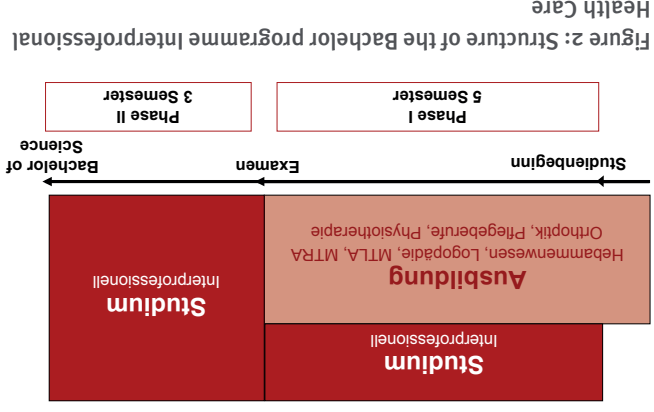 Studium
Interprofessionell
Ausbildung
Hebammenwesen, Logopädie, MTLA, MTRA
Orthoptik, Pflegeberufe, Physiotherapie
Studium
Interprofessionell
Studienbeginn
Examen
Bachelor of
Science
Phase I
5 Semester
Phase II
3 Semester
Figure 2: Structure of the Bachelor programme Interprofessional
Health Care